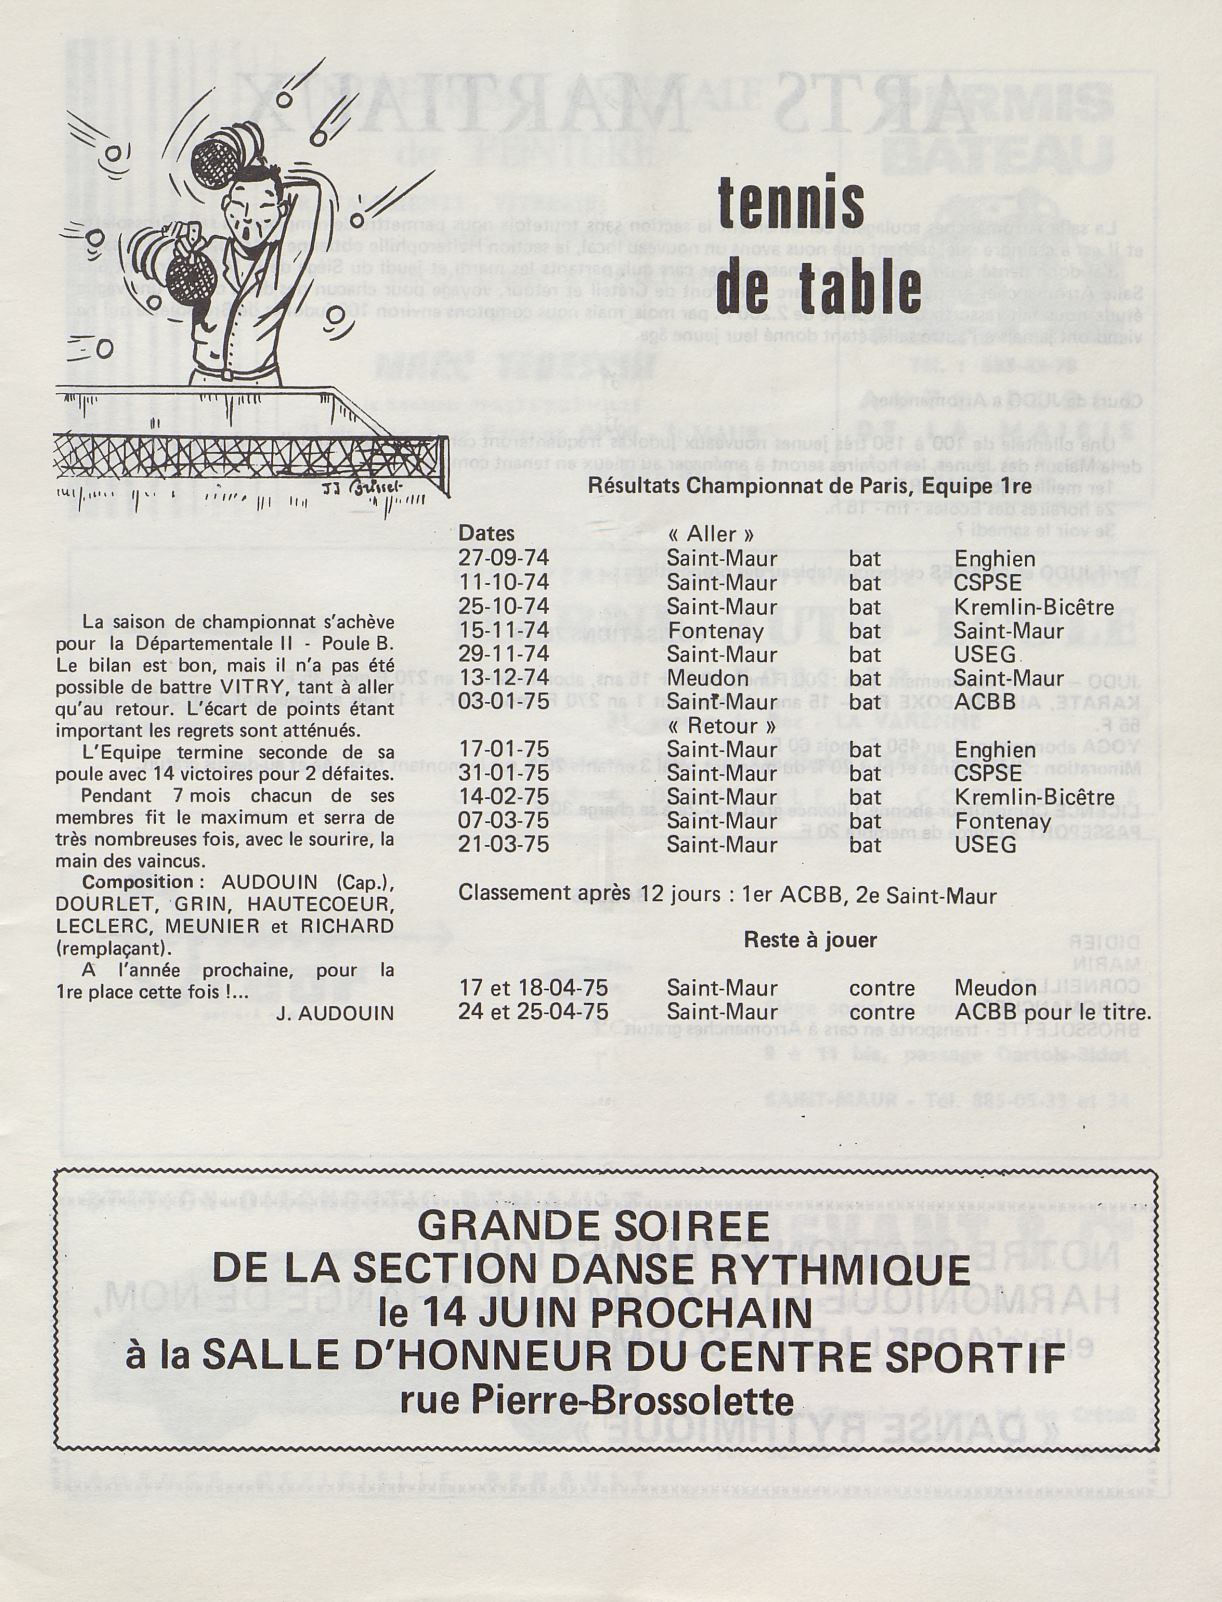 tennis
de table
JJ Brisset
Résultats Championnat de Paris, Equipe 1re
Dates « Aller »
27-09-74 Saint-Maur bat Enghien
11-10-74 Saint-Maur bat CSPSE
25-10-74 Saint-Maur bat Kremlin-Bicêtre
15-11-74 Fontenay bat Saint-Maur
29-11-74 Saint-Maur bat USEG
13-12-74 Meudon bat Saint-Maur
03-01-75 Saint-Maur bat ACBB
« Retour »
17-01-75 Saint-Maur bat Enghien
31-01-75 Saint-Maur bat CSPSE
14-02-75 Saint-Maur bat Kremlin-Bicêtre
07-03-75 Saint-Maur bat Fontenay
21-03-75 Saint-Maur bat USEG
Classement après 12 jours : 1er ACBB, 2e Saint-Maur
Reste à jouer
17 et 18-04-75 Saint-Maur contre Meudon
24 et 25-04-75 Saint-Maur contre ACBB pour le titre.
La saison de championnat s'achève
pour la Départementale II - Poule B.
Le bilan est bon, mais il n'a pas été
possible de battre VITRY, tant à aller
qu'au retour. L'écart de points étant
important les regrets sont atténués.
L'Equipe termine seconde de sa
poule avec 14 victoires pour 2 défaites.
Pendant 7 mois chacun de ses
membres fit le maximum et serra de
très nombreuses fois, avec le sourire, la
main des vaincus.
Composition : AUDOUIN (Cap.),
DOURLET, GRIN, HAUTECOEUR,
LECLERC, MEUNIER et RICHARD
(remplaçant).
A l'année prochaine, pour la
1re place cette fois !...
J. AUDOUIN
GRANDE SOIREE
DE LA SECTION DANSE RYTHMIQUE
le 14 JUIN PROCHAIN
à la SALLE D'HONNEUR DU CENTRE SPORTIF
rue Pierre-Brossolette